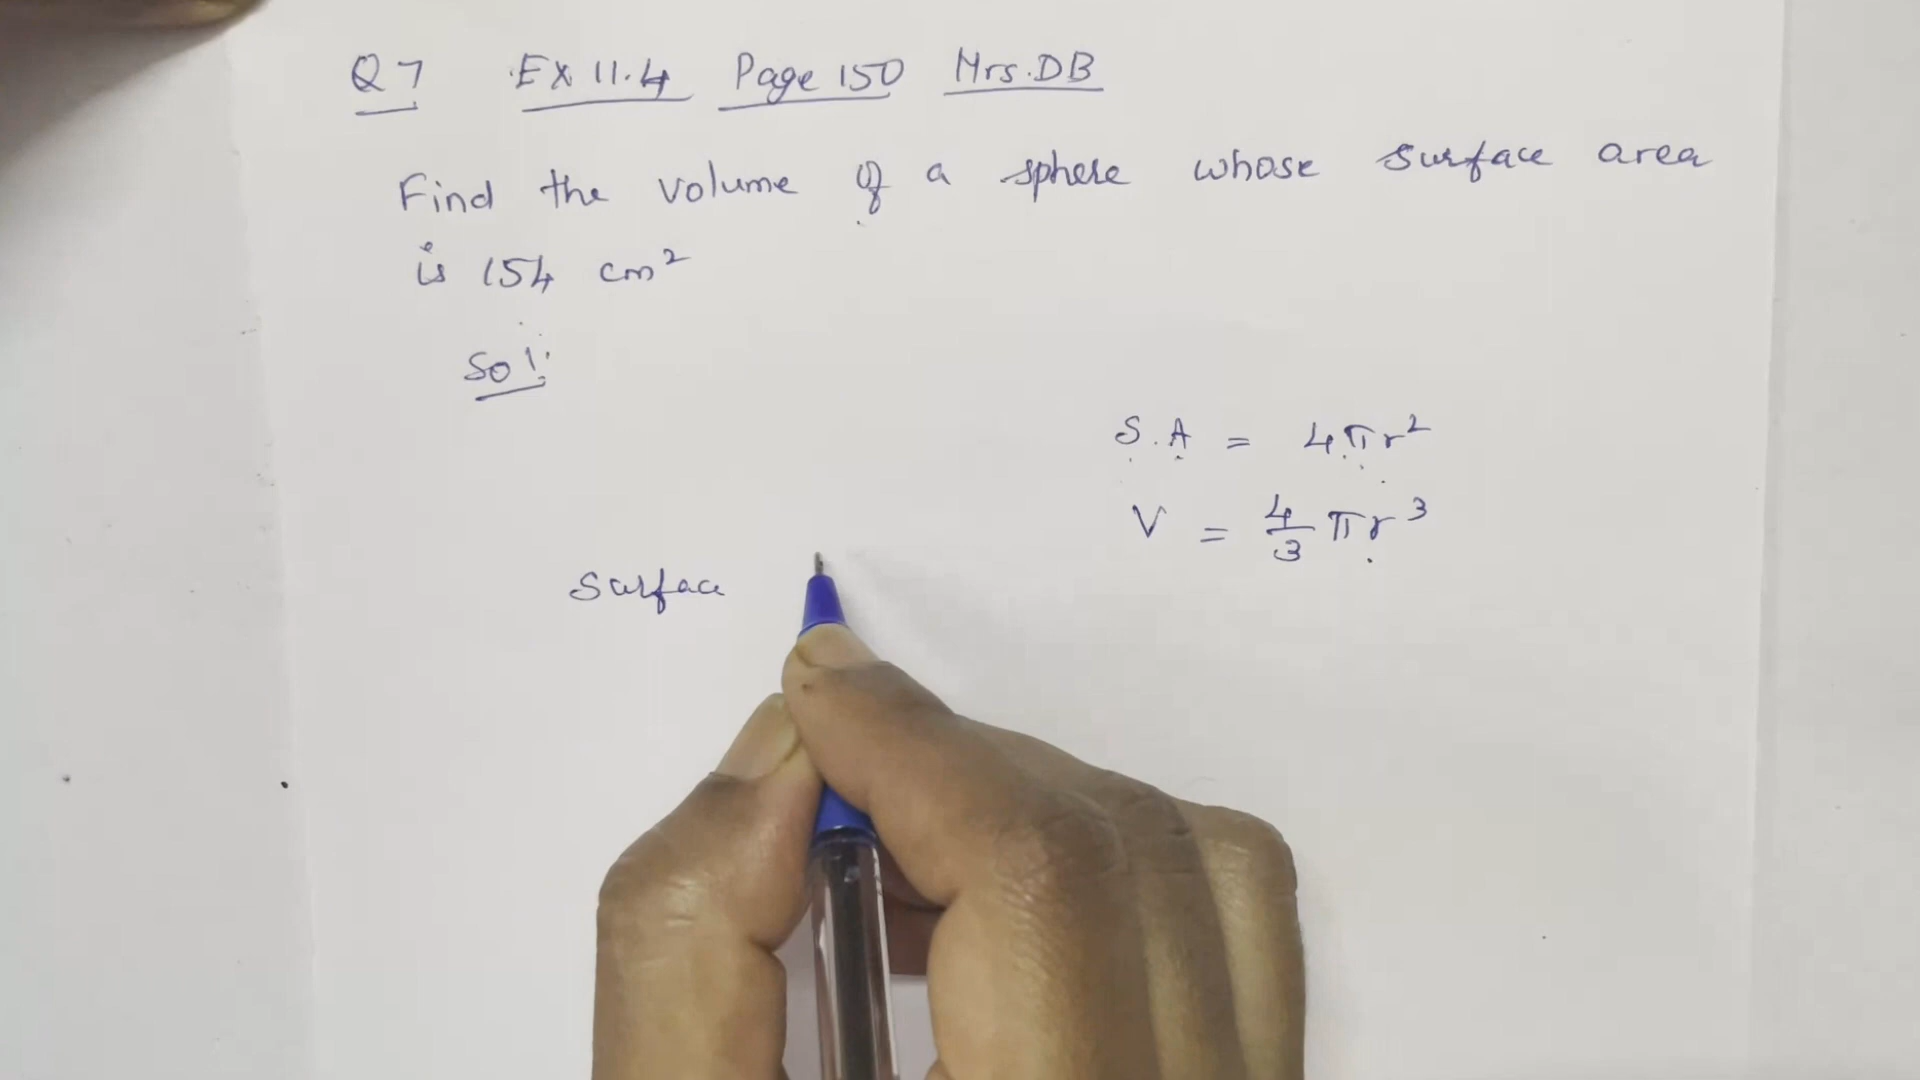 Q 7 Ex 11.4 Page 150 Mrs.DB
Find the volume of a sphere whose surface area
is 154 cm²
Sol:
S.A = 4πr²
V = 4/3 πr³
Surface